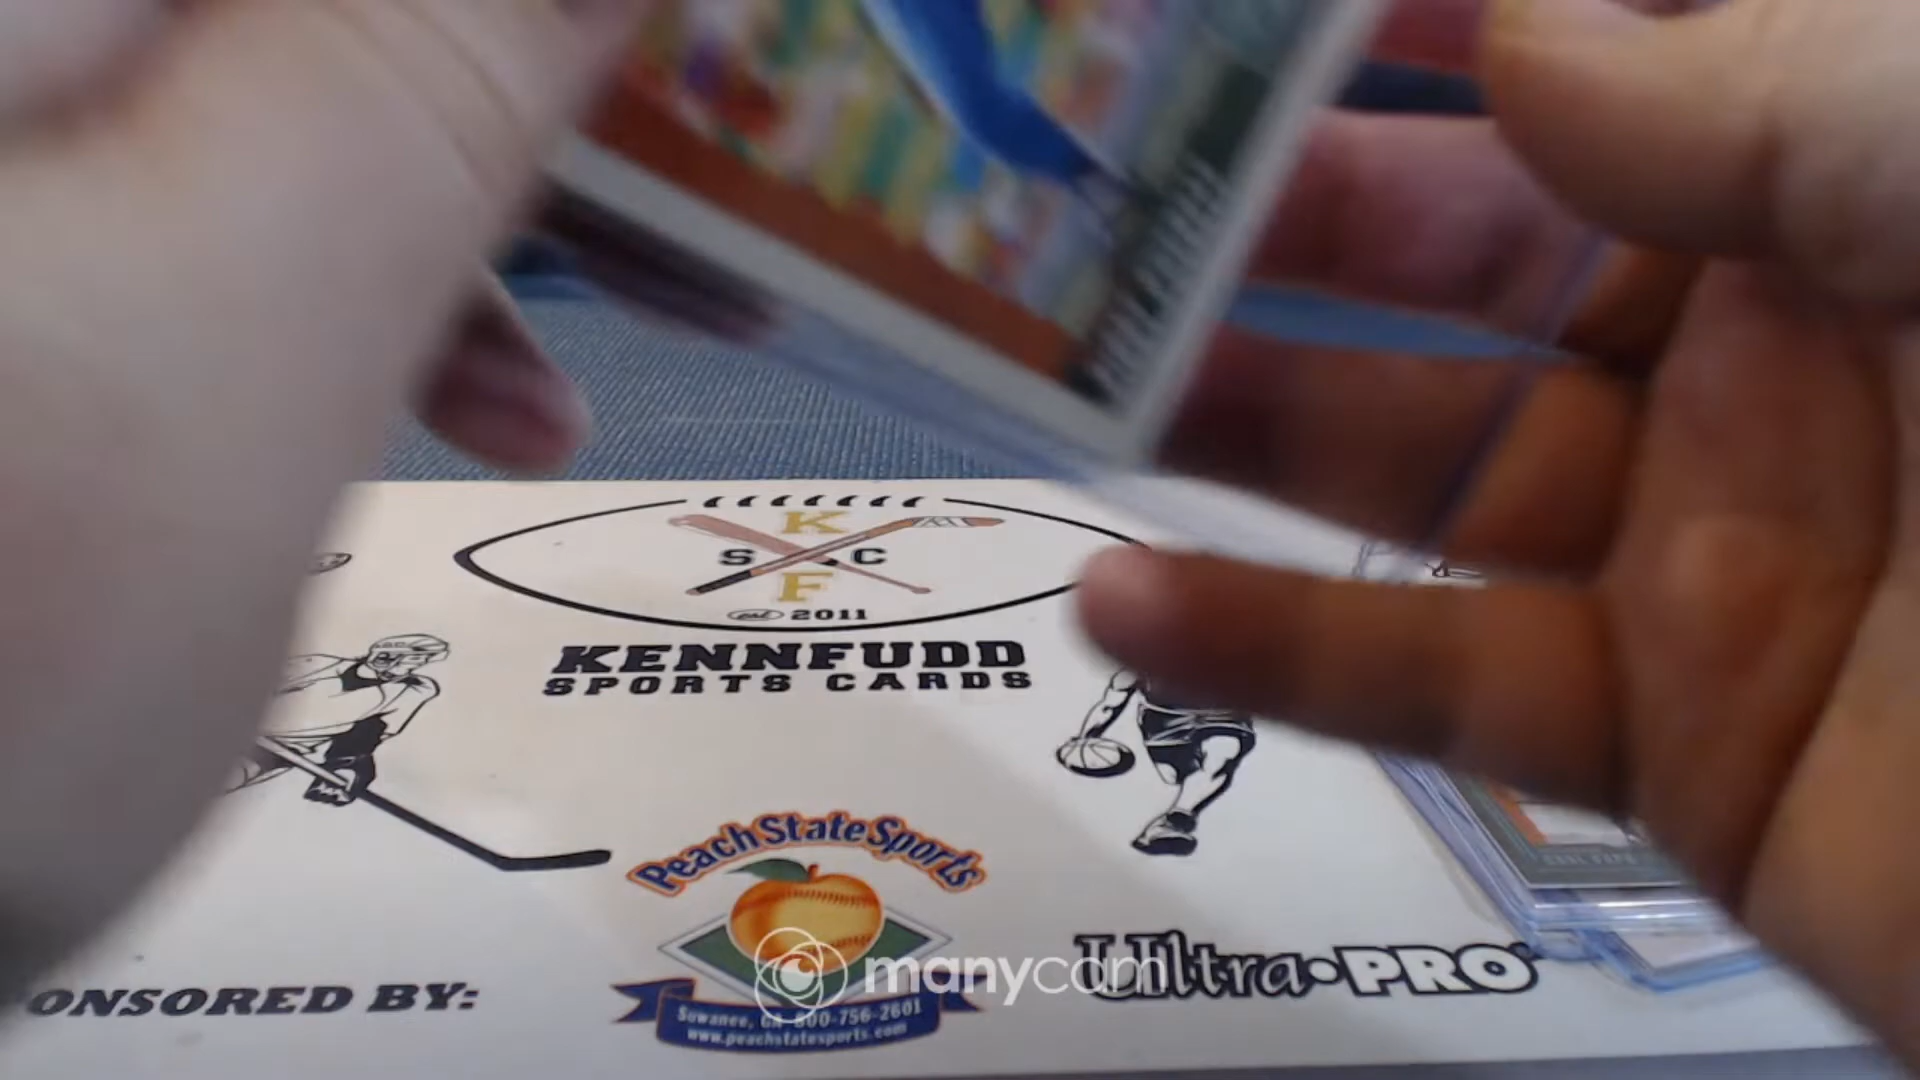 K
S C
F
est 2011
KENNFUDD
SPORTS CARDS
Peach State Sports
manycam
Ultra•PRO
ONSORED BY:
Suwanee, GA 800-756-2601
www.peachstatesports.com